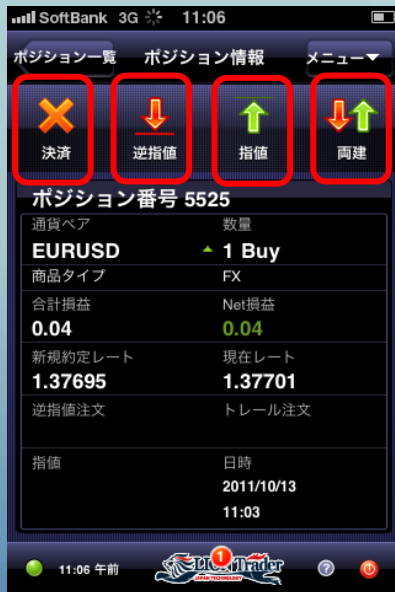 SoftBank 3G 11:06
ポジション一覧 ポジション情報 メニュー▼
決済 逆指値 指値 両建
ポジション番号 5525
通貨ペア 数量
EURUSD 1 Buy
商品タイプ FX
合計損益 Net損益
0.04 0.04
新規約定レート 現在レート
1.37695 1.37701
逆指値注文 トレール注文
指値 日時
2011/10/13
11:03
11:06 午前 LION Trader 1 ?
JAPAN TECHNOLOGY